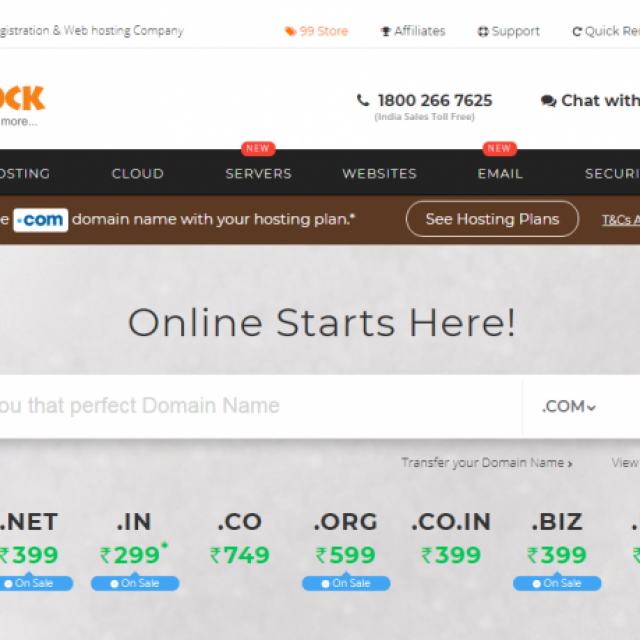 gistration & Web hosting Company 99 Store Affiliates Support Quick Re
OCK 1800 266 7625 Chat with
more... (India Sales Toll Free)
NEW NEW
OSTING CLOUD SERVERS WEBSITES EMAIL SECURI
e .com domain name with your hosting plan.* See Hosting Plans T&Cs A
Online Starts Here!
ou that perfect Domain Name .COM
Transfer your Domain Name › View
.NET .IN .CO .ORG .CO.IN .BIZ
₹399 ₹299* ₹749 ₹599 ₹399 ₹399
On Sale On Sale On Sale On Sale